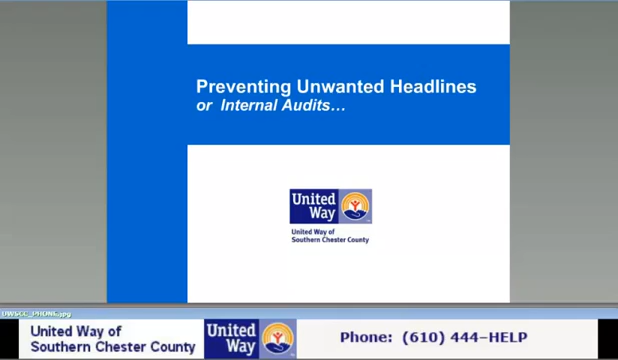 Preventing Unwanted Headlines
or Internal Audits…
United
Way
United Way of
Southern Chester County
UWSCC_PHONE.jpg
United Way of
Southern Chester County
United
Way
Phone: (610) 444–HELP